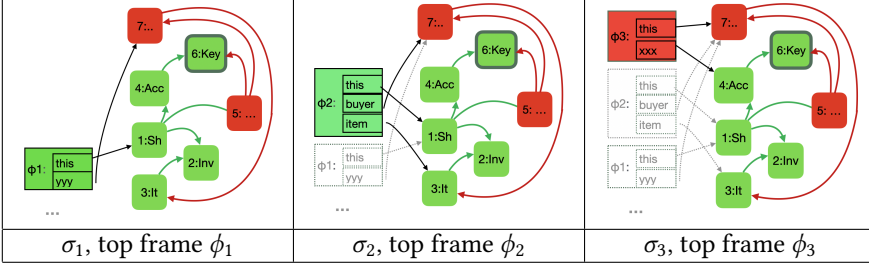 7:..
6:Key
4:Acc
5: ...
1:Sh
φ1:
this
yyy
2:Inv
3:It
...
σ1, top frame ϕ1
7:..
6:Key
4:Acc
5: ...
φ2:
this
buyer
item
1:Sh
φ1:
this
yyy
2:Inv
3:It
...
σ2, top frame ϕ2
φ3:
this
xxx
7:..
6:Key
4:Acc
5: ...
φ2:
this
buyer
item
1:Sh
φ1:
this
yyy
2:Inv
3:It
...
σ3, top frame ϕ3